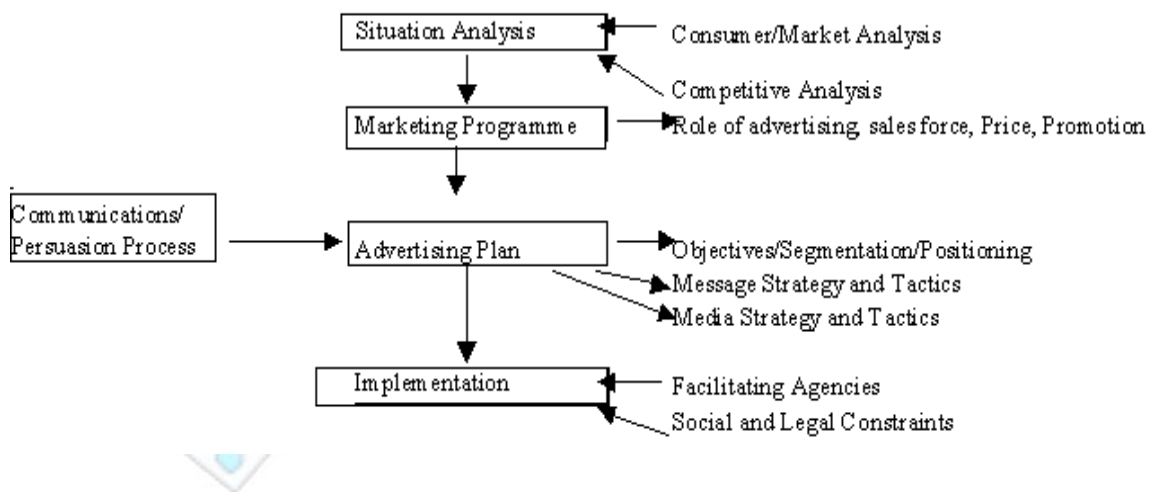 Situation Analysis
Consumer/Market Analysis
Competitive Analysis
Marketing Programme
Role of advertising, sales force, Price, Promotion
Communications/
Persuasion Process
Advertising Plan
Objectives/Segmentation/Positioning
Message Strategy and Tactics
Media Strategy and Tactics
Implementation
Facilitating Agencies
Social and Legal Constraints